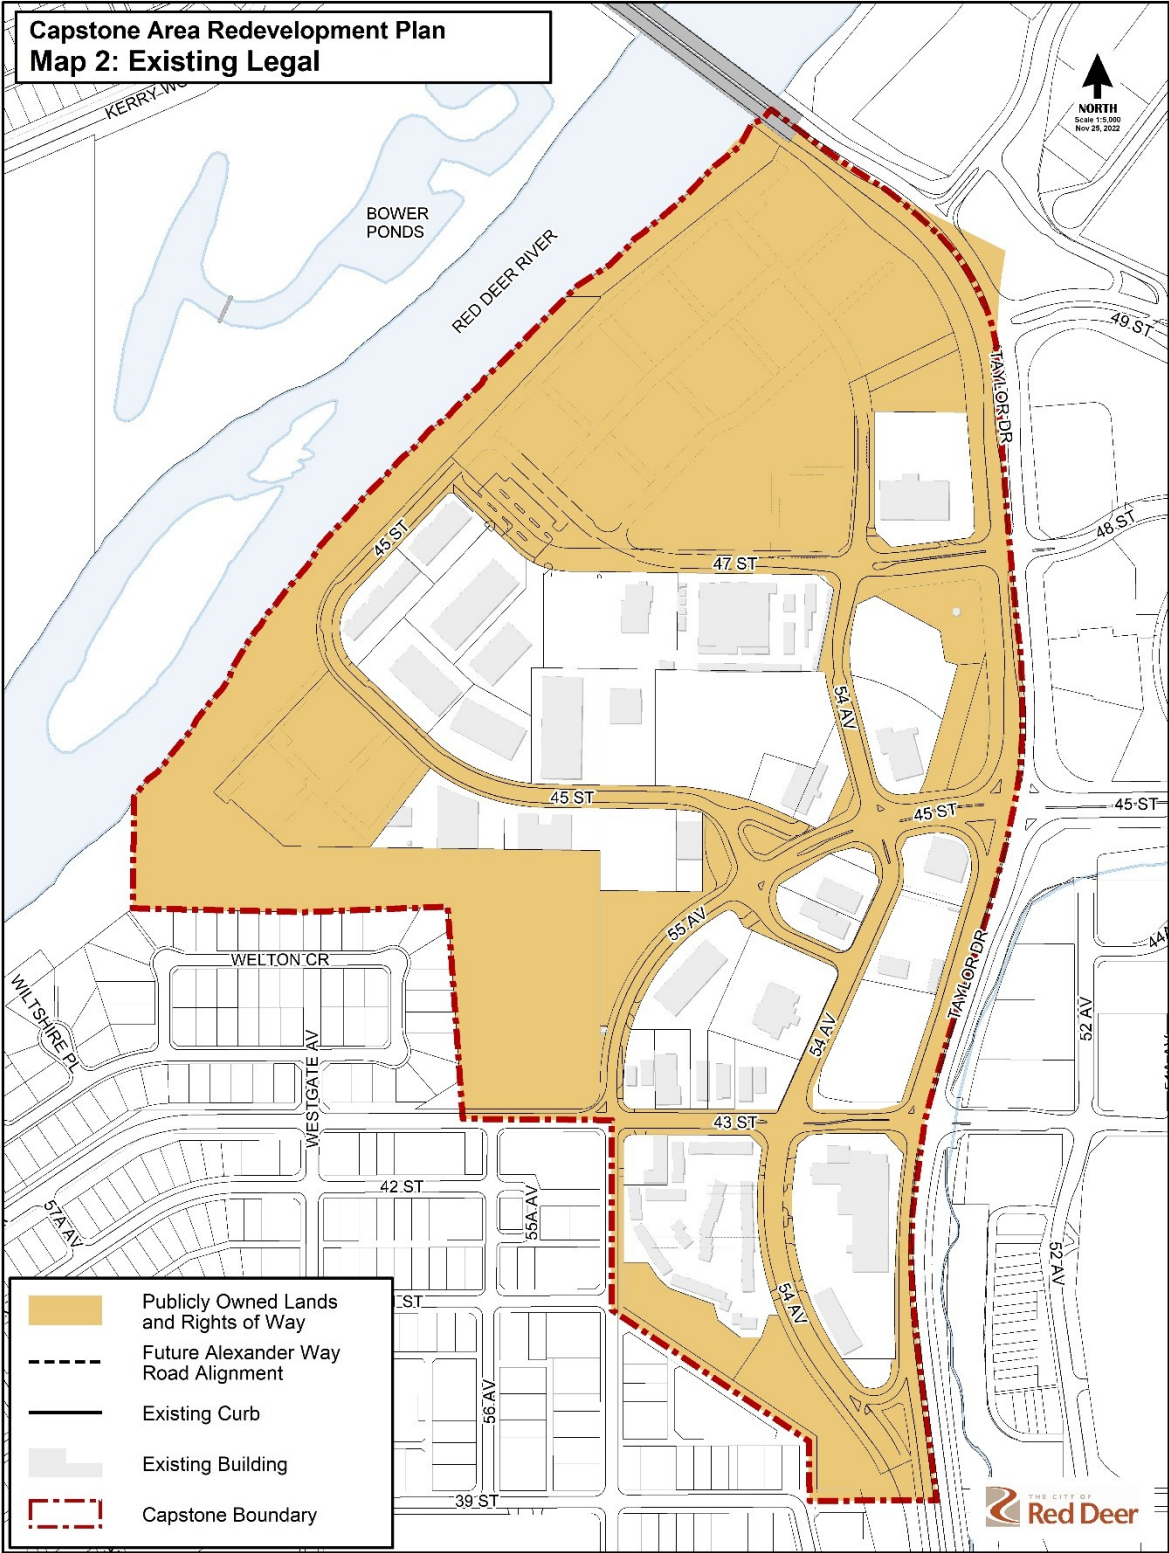 Capstone Area Redevelopment Plan
Map 2: Existing Legal
NORTH
Scale 1:5,000
Nov 25, 2022
BOWER
PONDS
RED DEER RIVER
49 ST
TAYLOR DR
48 ST
45 ST
47 ST
54 AV
45 ST
45 ST
45 ST
55 AV
TAYLOR DR
WELTON CR
WILTSHIRE PL
WESTGATE AV
54 AV
52 AV
43 ST
42 ST
57A AV
55A AV
52 AV
54 AV
ST
56 AV
39 ST
Publicly Owned Lands
and Rights of Way
Future Alexander Way
Road Alignment
Existing Curb
Existing Building
Capstone Boundary
THE CITY OF
Red Deer